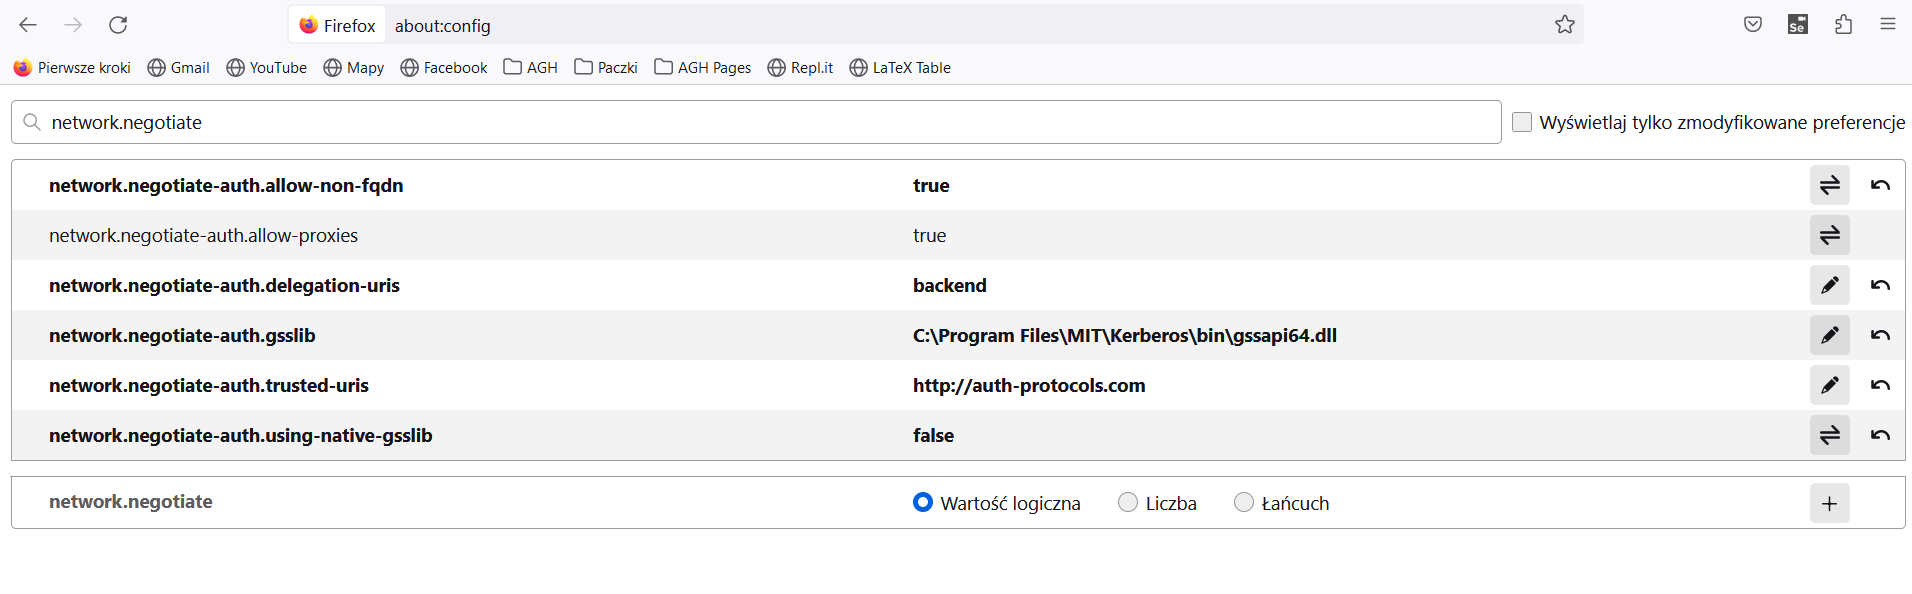 Firefox about:config
Se
Pierwsze kroki Gmail YouTube Mapy Facebook AGH Paczki AGH Pages Repl.it LaTeX Table
network.negotiate Wyświetlaj tylko zmodyfikowane preferencje
network.negotiate-auth.allow-non-fqdn true
network.negotiate-auth.allow-proxies true
network.negotiate-auth.delegation-uris backend
network.negotiate-auth.gsslib C:\Program Files\MIT\Kerberos\bin\gssapi64.dll
network.negotiate-auth.trusted-uris http://auth-protocols.com
network.negotiate-auth.using-native-gsslib false
network.negotiate Wartość logiczna Liczba Łańcuch